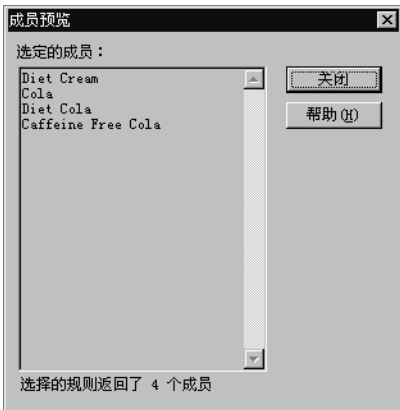 成员预览
选定的成员：
Diet Cream
Cola
Diet Cola
Caffeine Free Cola
关闭
帮助(H)
选择的规则返回了 4 个成员